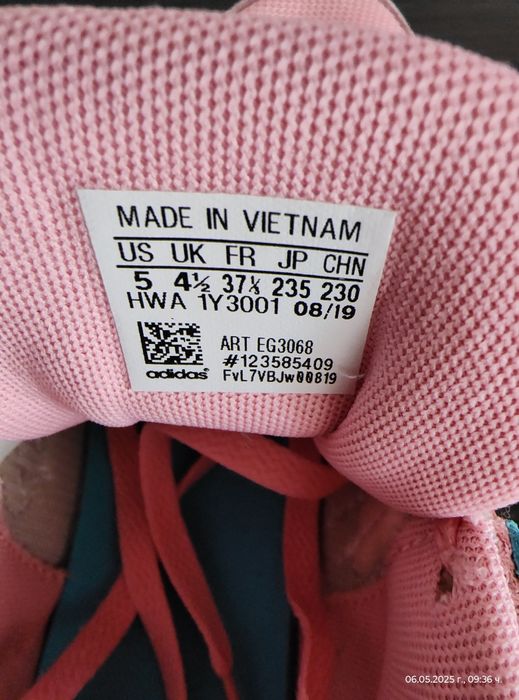 MADE IN VIETNAM
US UK FR JP CHN
5 4½ 37⅓ 235 230
HWA 1Y3001 08/19
ART EG3068
#123585409
adidas® FvL7VBJw00819
06.05.2025 г., 09:36 ч.